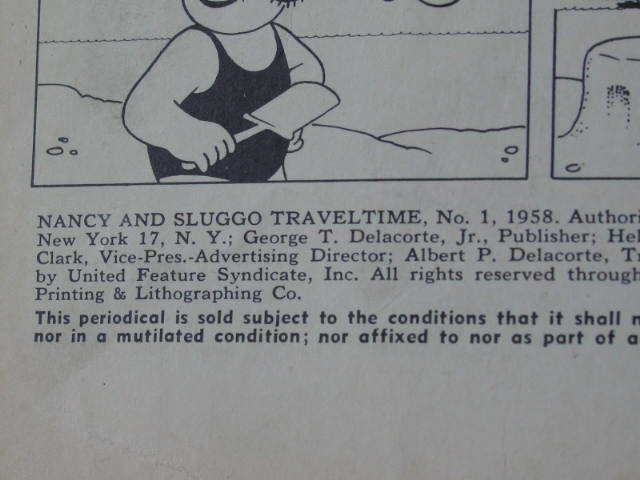 NANCY AND SLUGGO TRAVELTIME, No. 1, 1958.
New York 17, N. Y.; George T. Delacorte, Jr., Publisher;
Clark, Vice-Pres.-Advertising Director; Albert P. Delacorte,
by United Feature Syndicate, Inc. All rights reserved
Printing & Lithographing Co.
This periodical is sold subject to the conditions that it shall
nor in a mutilated condition; nor affixed to nor as part of a